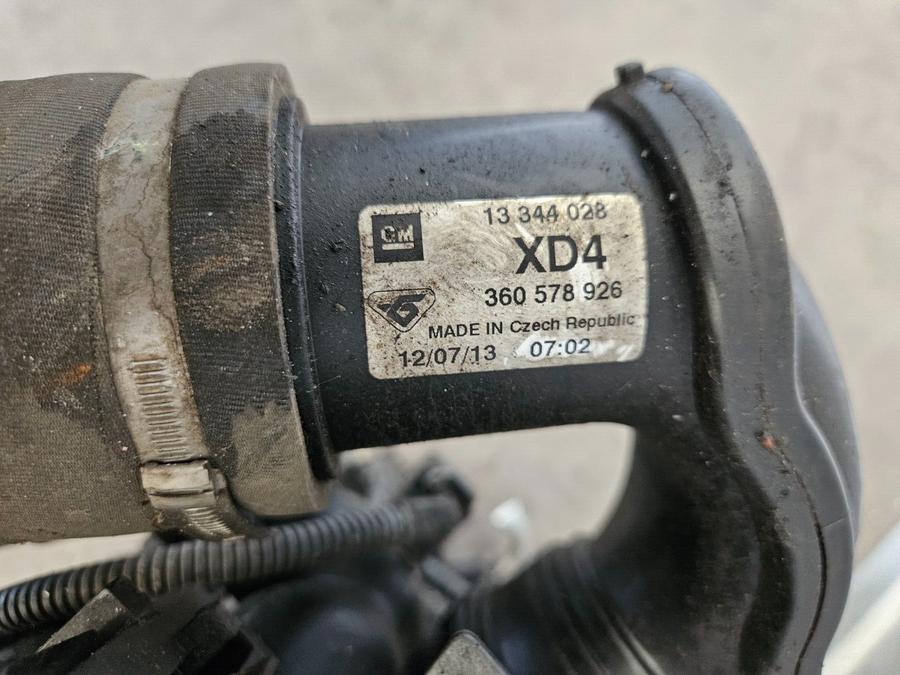 GM
13 344 028
XD4
360 578 926
MADE IN Czech Republic
12/07/13 07:02